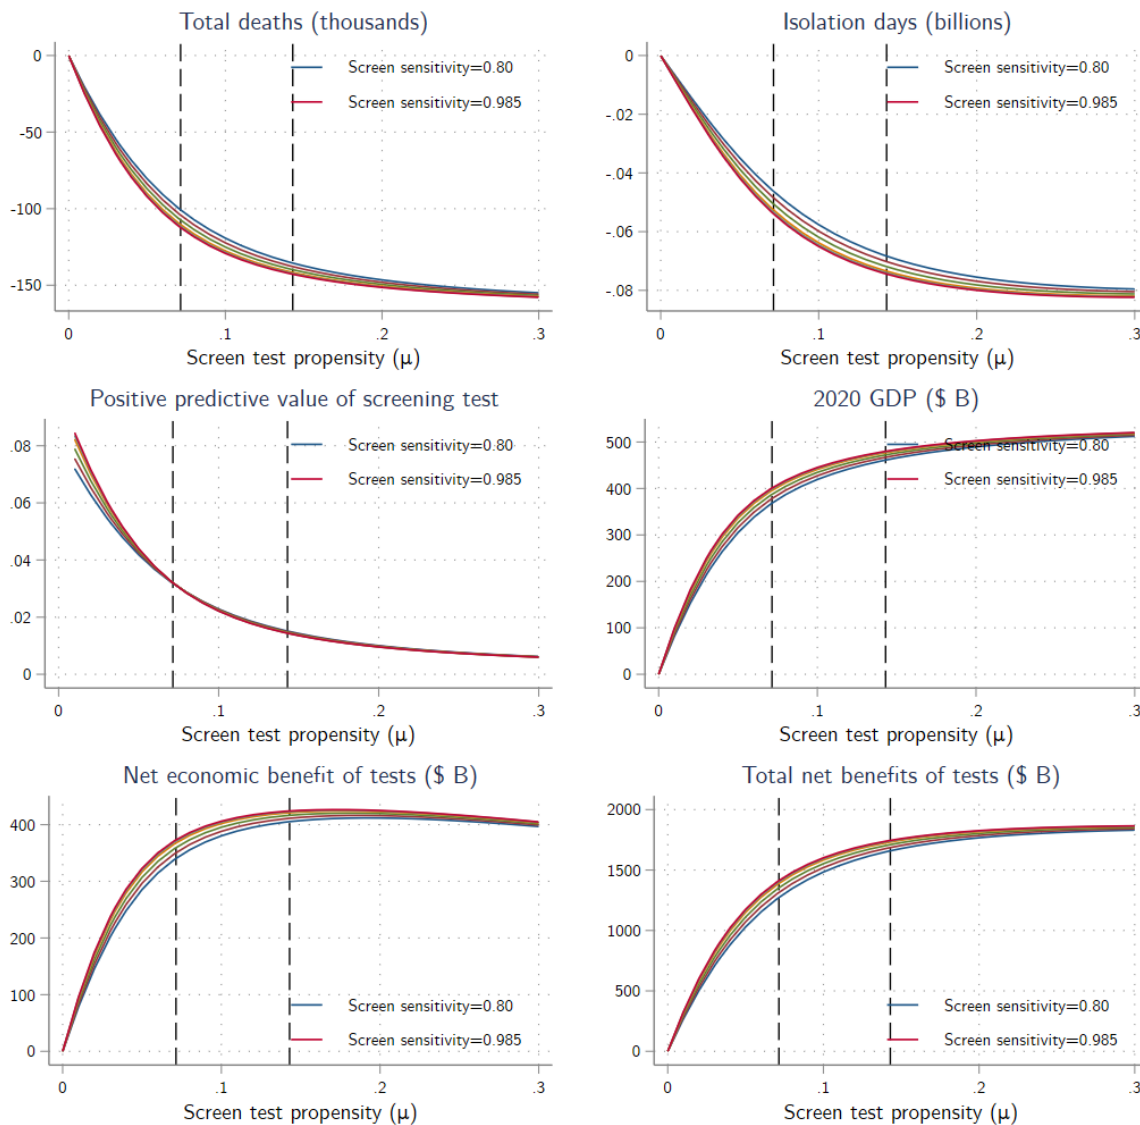 Total deaths (thousands)
0
-50
-100
-150
Screen sensitivity=0.80
Screen sensitivity=0.985
0 .1 .2 .3
Screen test propensity (μ)
Isolation days (billions)
0
-.02
-.04
-.06
-.08
Screen sensitivity=0.80
Screen sensitivity=0.985
0 .1 .2 .3
Screen test propensity (μ)
Positive predictive value of screening test
.08
.06
.04
.02
0
Screen sensitivity=0.80
Screen sensitivity=0.985
0 .1 .2 .3
Screen test propensity (μ)
2020 GDP ($ B)
500
400
300
200
100
0
Screen sensitivity=0.80
Screen sensitivity=0.985
0 .1 .2 .3
Screen test propensity (μ)
Net economic benefit of tests ($ B)
400
300
200
100
0
Screen sensitivity=0.80
Screen sensitivity=0.985
0 .1 .2 .3
Screen test propensity (μ)
Total net benefits of tests ($ B)
2000
1500
1000
500
0
Screen sensitivity=0.80
Screen sensitivity=0.985
0 .1 .2 .3
Screen test propensity (μ)